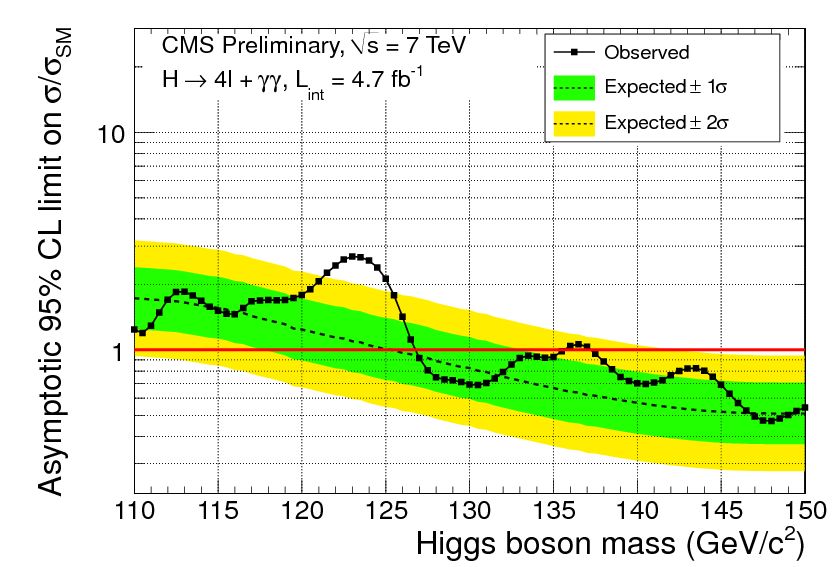 CMS Preliminary, √s = 7 TeV
H → 4l + γγ, L_int = 4.7 fb⁻¹
Observed
Expected ± 1σ
Expected ± 2σ
Asymptotic 95% CL limit on σ/σ_SM
10
1
110 115 120 125 130 135 140 145 150
Higgs boson mass (GeV/c²)